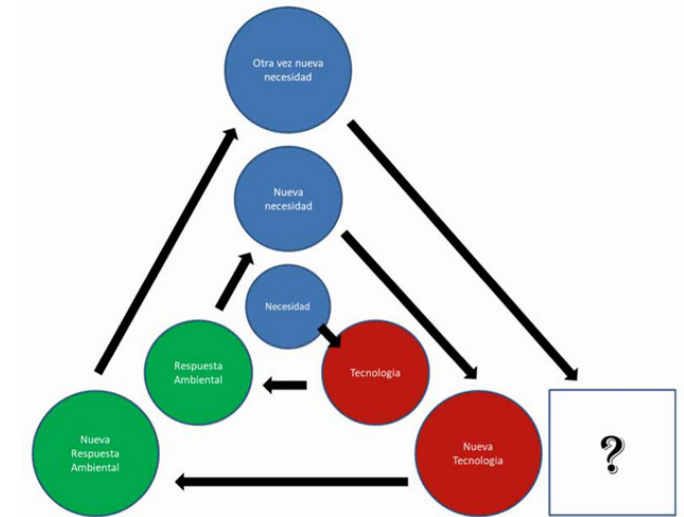 Otra vez nueva
necesidad
Nueva
necesidad
Necesidad
Respuesta
Ambiental
Tecnologia
Nueva
Respuesta
Ambiental
Nueva
Tecnologia
?